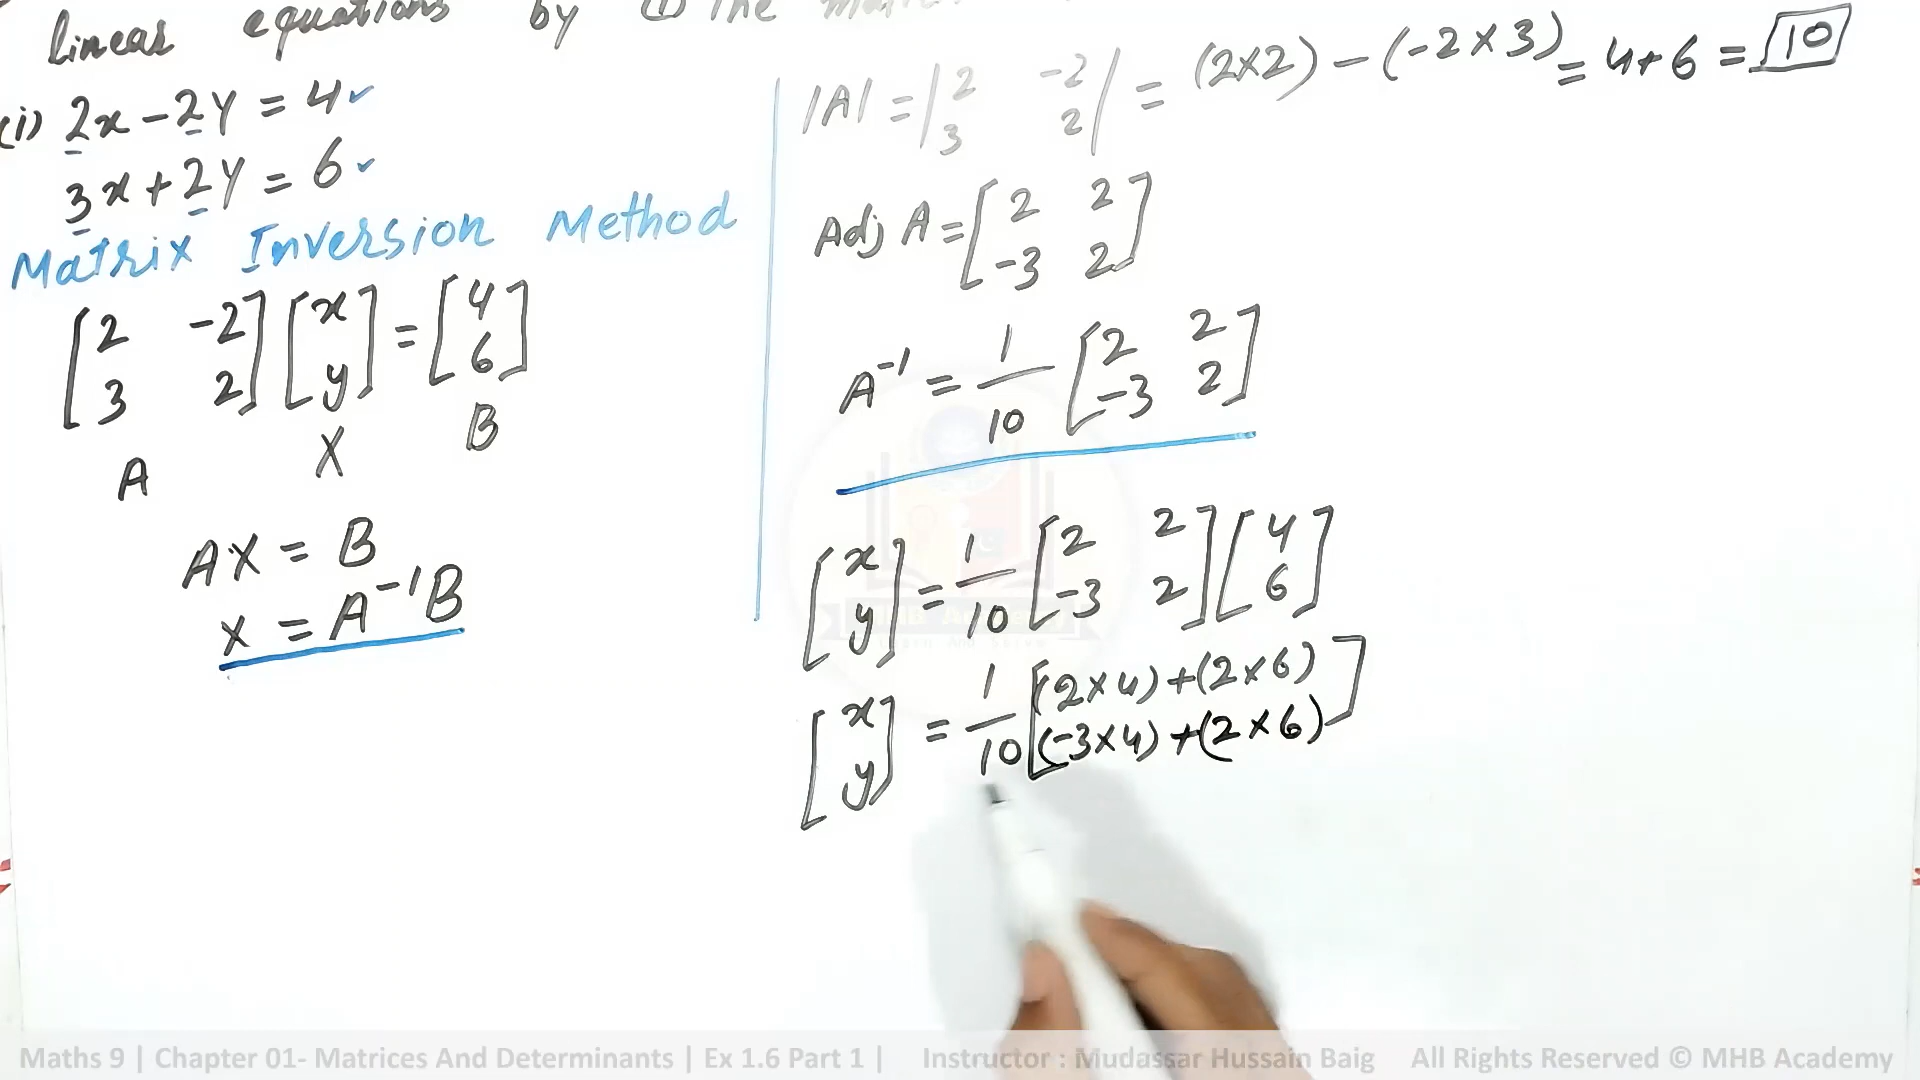 linear equations by (i) The
(i) 2x - 2y = 4 ✓
3x + 2y = 6 ✓
Matrix Inversion Method
[2 -2; 3 2] [x; y] = [4; 6]
A X B
AX = B
X = A⁻¹B
|A| = |2 -2; 3 2| = (2×2) - (-2×3) = 4+6 = 10
Adj A = [2 2; -3 2]
A⁻¹ = 1/10 [2 2; -3 2]
[x; y] = 1/10 [2 2; -3 2] [4; 6]
[x; y] = 1/10 [(2×4)+(2×6); (-3×4)+(2×6)]
MHB Academy
Maths 9 | Chapter 01- Matrices And Determinants | Ex 1.6 Part 1 | Instructor : Mudassar Hussain Baig All Rights Reserved © MHB Academy